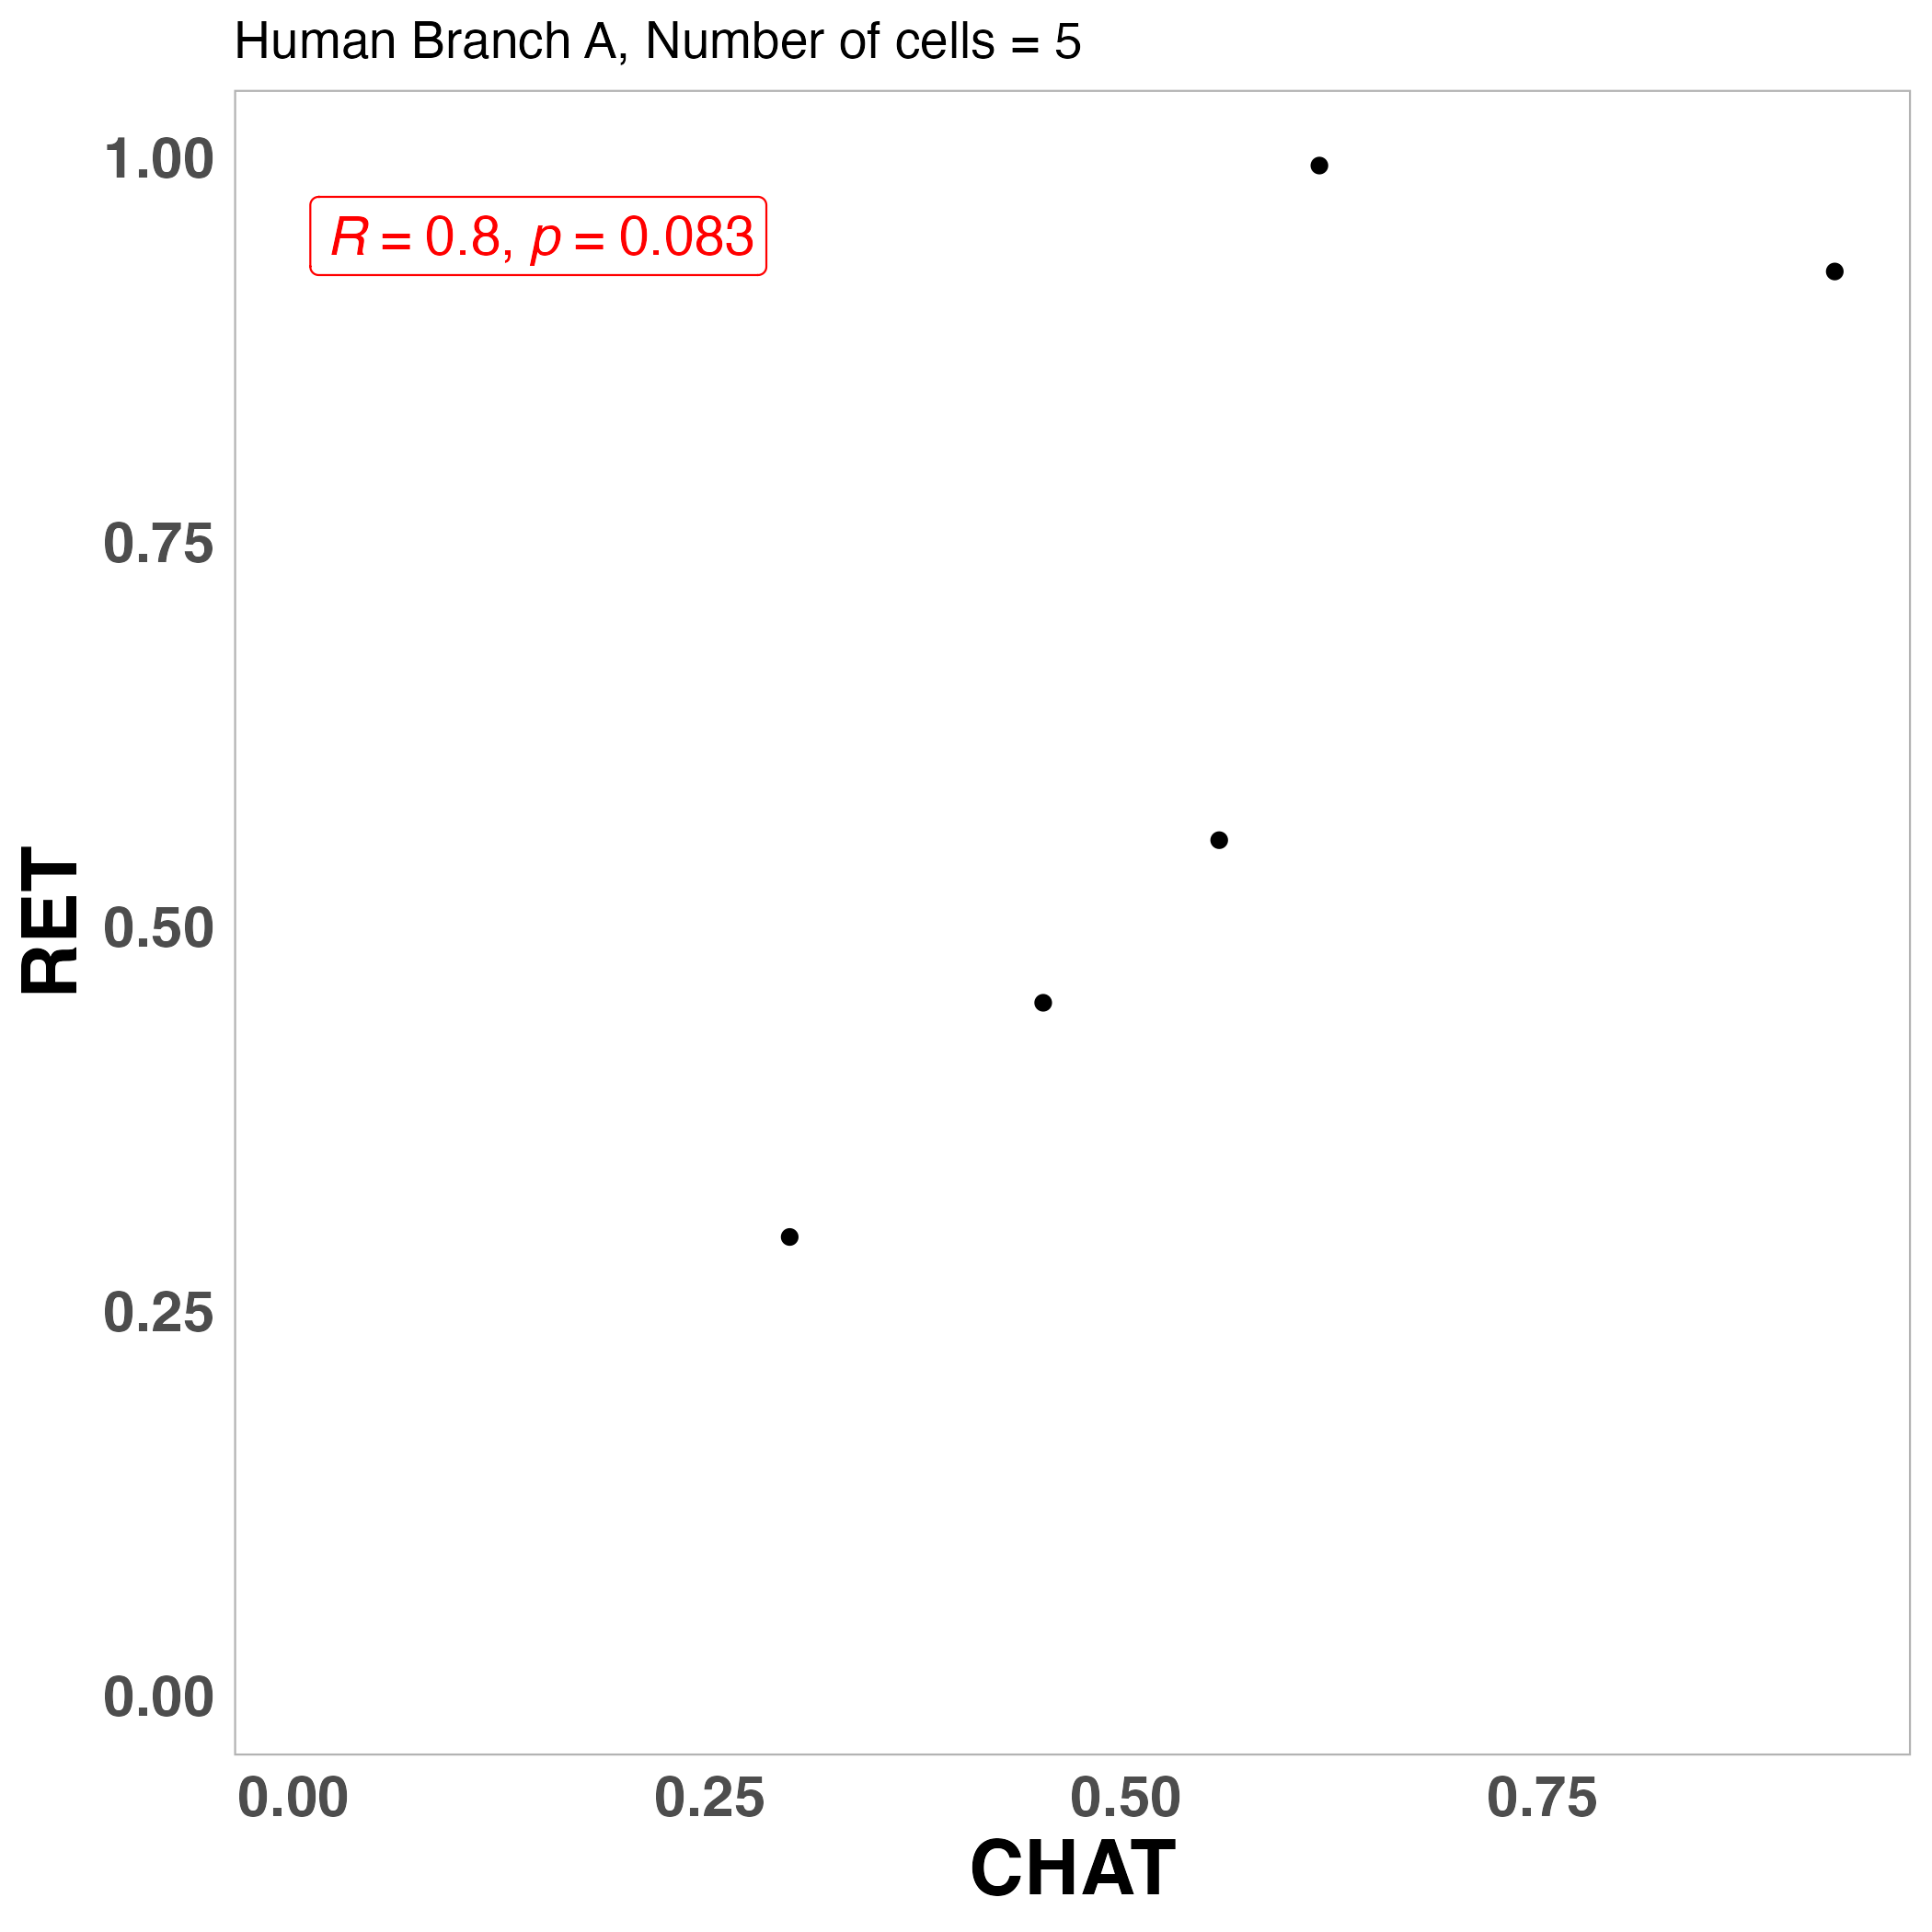 Human Branch A, Number of cells = 5
1.00
R = 0.8, p = 0.083
0.75
RET
0.50
0.25
0.00
0.00 0.25 0.50 0.75
CHAT